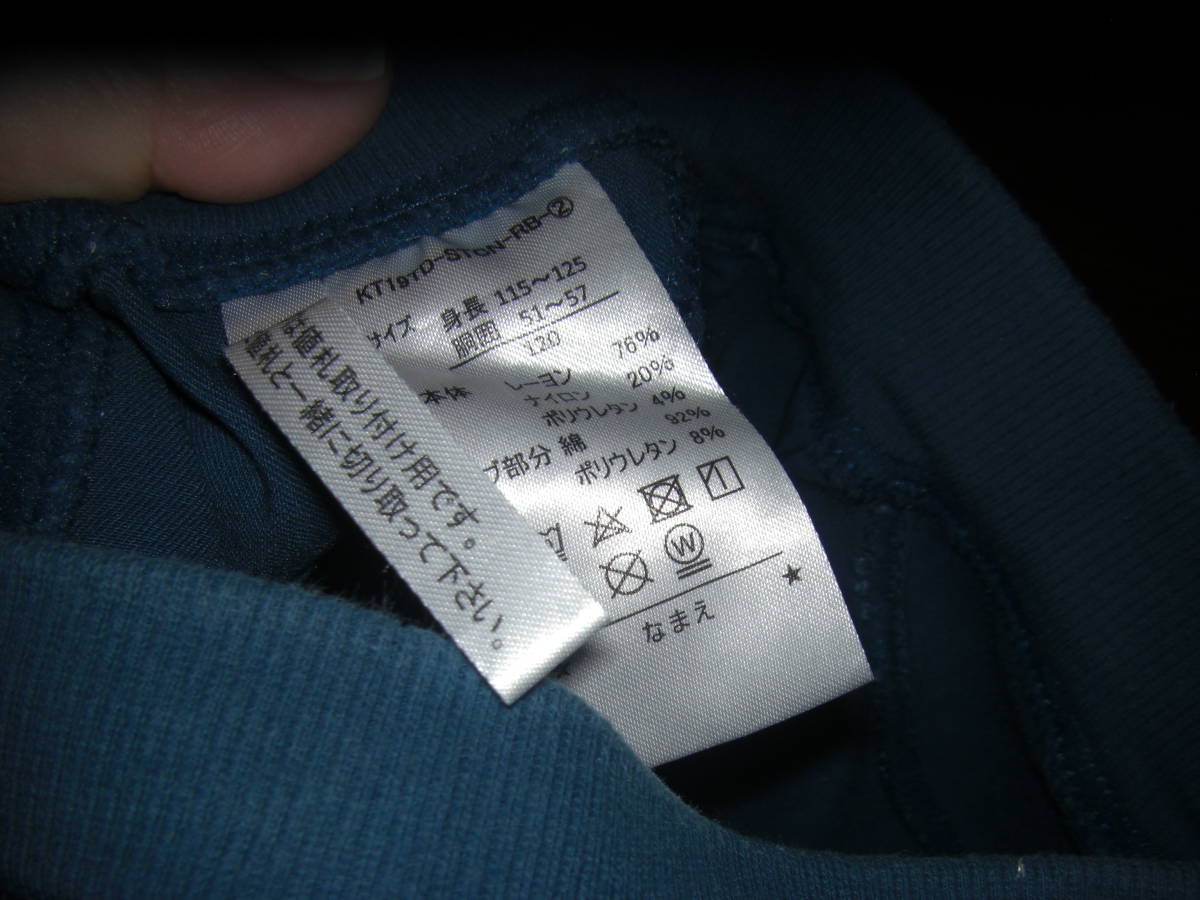 KT19TD-STCN-RB-②
サイズ 身長 115～125
胴囲 51～57
120
本体 レーヨン 76%
ナイロン 20%
ポリウレタン 4%
ブ部分 綿 92%
ポリウレタン 8%
W
★
なまえ
は値札取り付け用です。
値札と一緒に切り取って下さい。